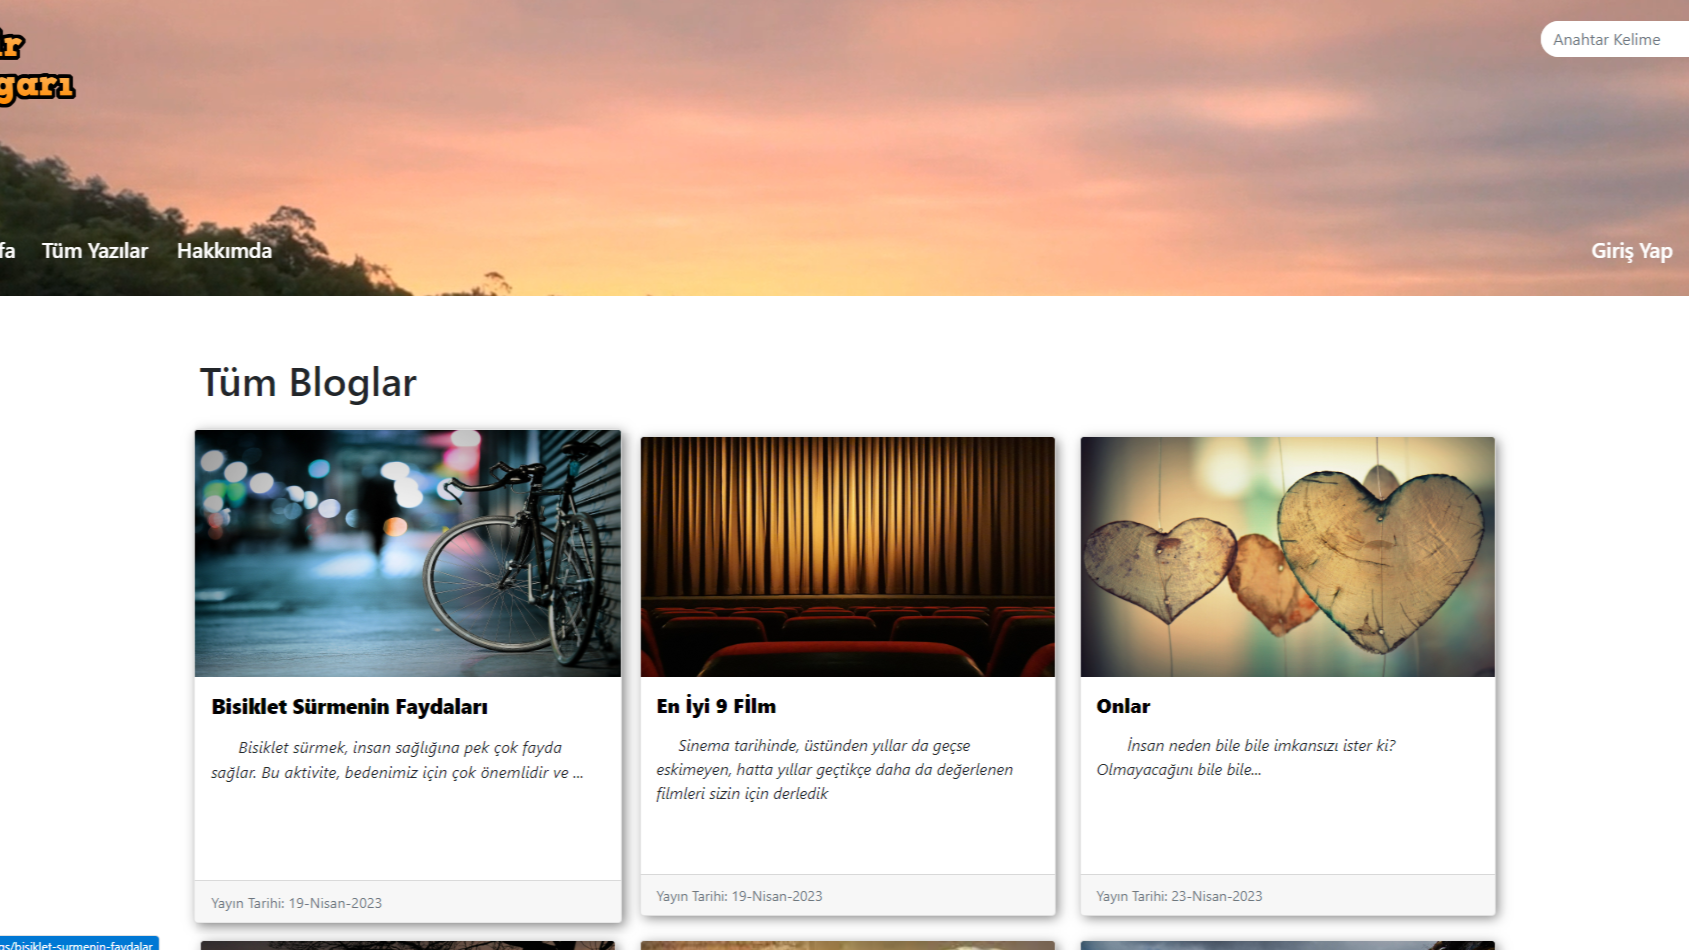 Anahtar Kelime
Tüm Yazılar
Hakkımda
Giriş Yap
Tüm Bloglar
Bisiklet Sürmenin Faydaları
Bisiklet sürmek, insan sağlığına pek çok fayda
sağlar. Bu aktivite, bedenimiz için çok önemlidir ve ...
Yayın Tarihi: 19-Nisan-2023
En İyi 9 Fİlm
Sinema tarihinde, üstünden yıllar da geçse
eskimeyen, hatta yıllar geçtikçe daha da değerlenen
filmleri sizin için derledik
Yayın Tarihi: 19-Nisan-2023
Onlar
İnsan neden bile bile imkansızı ister ki?
Olmayacağını bile bile...
Yayın Tarihi: 23-Nisan-2023
gs/bisiklet-surmenin-faydalar